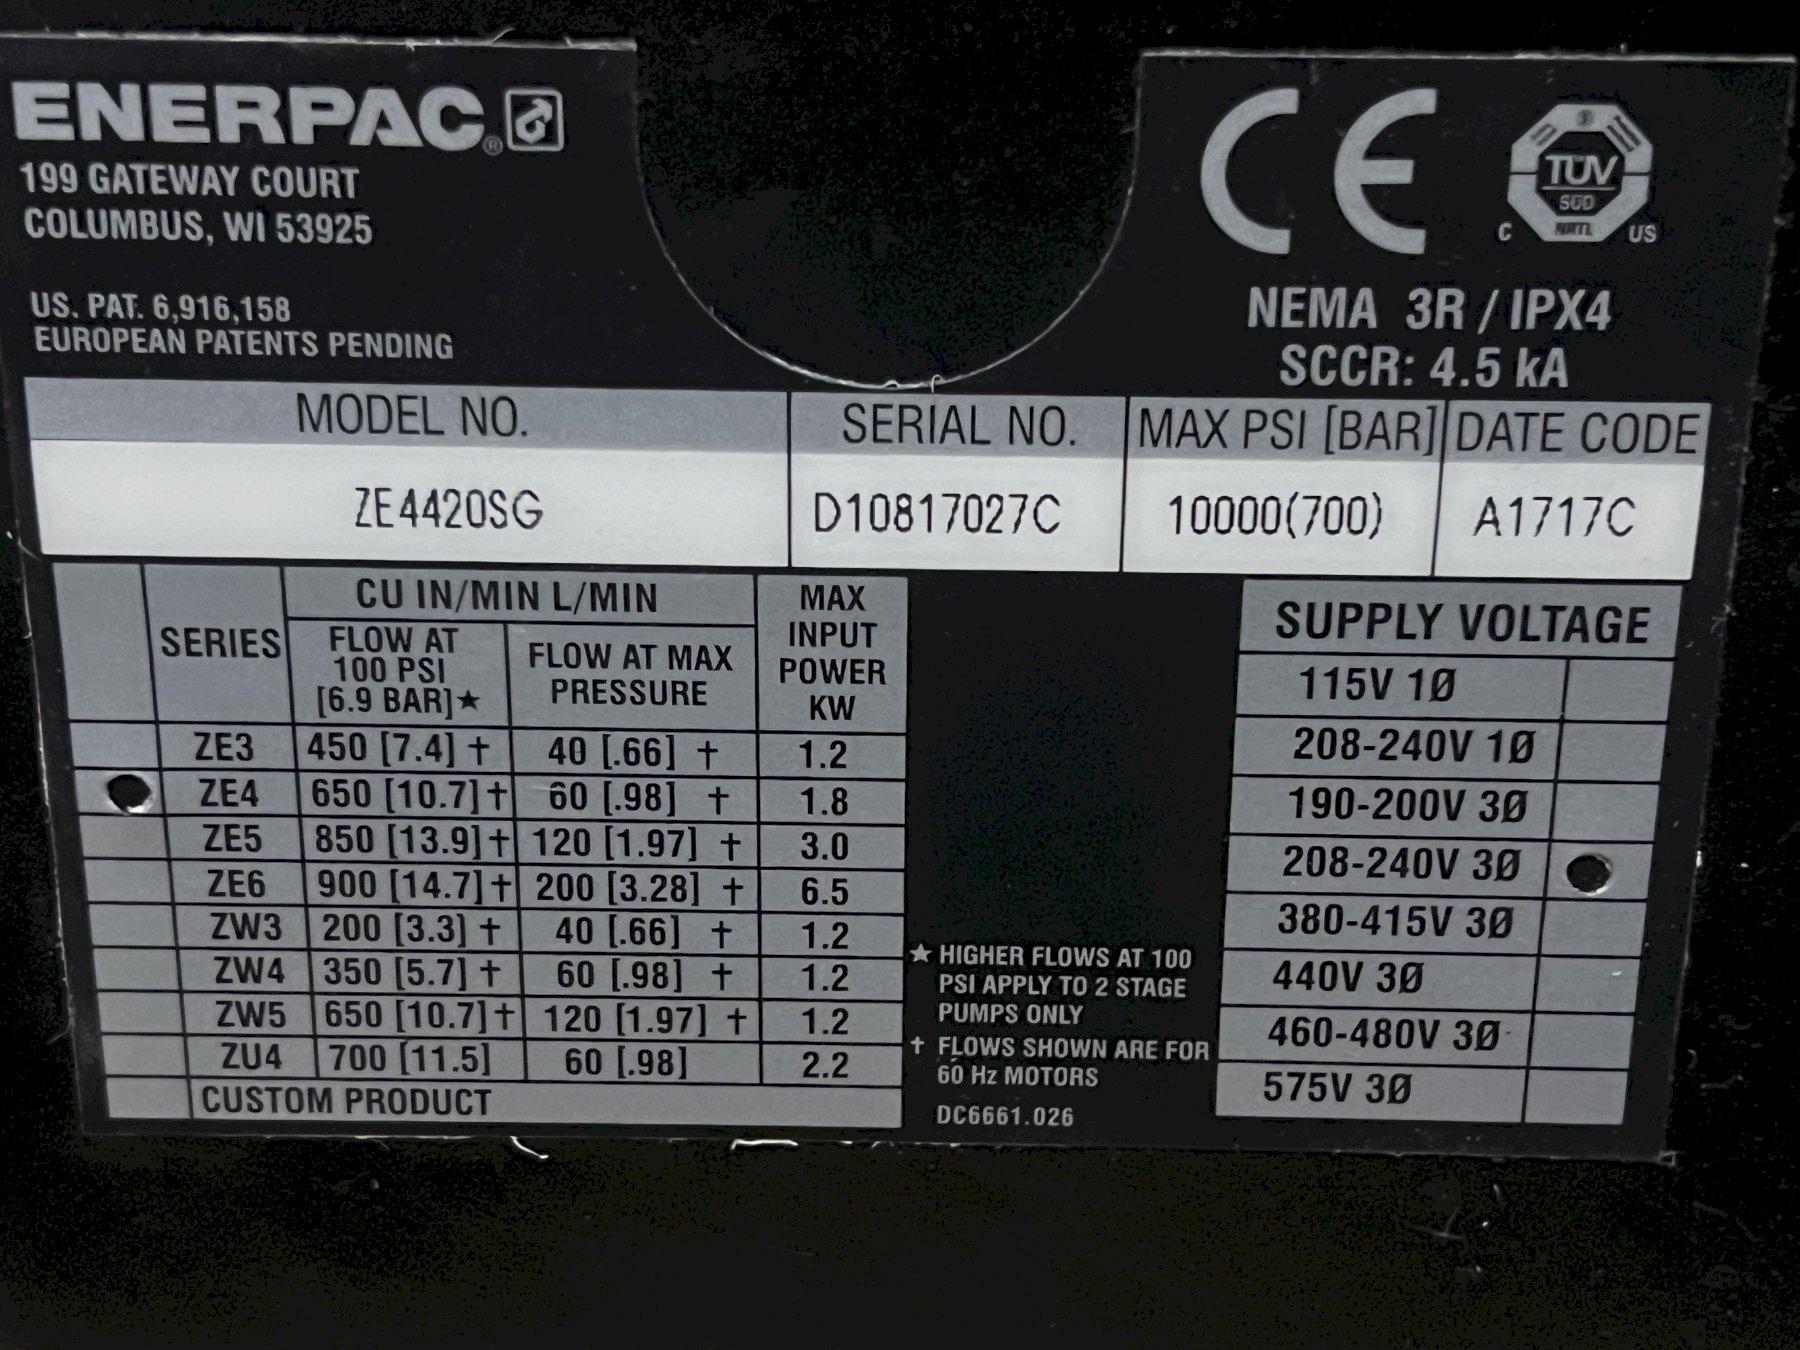 ENERPAC®
199 GATEWAY COURT
COLUMBUS, WI 53925
US. PAT. 6,916,158
EUROPEAN PATENTS PENDING
CE
TÜV
SÜD
NRTL
C US
NEMA 3R / IPX4
SCCR: 4.5 kA
MODEL NO. SERIAL NO. MAX PSI [BAR] DATE CODE
ZE4420SG D10817027C 10000(700) A1717C
SERIES
CU IN/MIN L/MIN
FLOW AT
100 PSI
[6.9 BAR]★
FLOW AT MAX
PRESSURE
MAX
INPUT
POWER
KW
ZE3 450 [7.4] † 40 [.66] † 1.2
ZE4 650 [10.7] † 60 [.98] † 1.8
ZE5 850 [13.9] † 120 [1.97] † 3.0
ZE6 900 [14.7] † 200 [3.28] † 6.5
ZW3 200 [3.3] † 40 [.66] † 1.2
ZW4 350 [5.7] † 60 [.98] † 1.2
ZW5 650 [10.7] † 120 [1.97] † 1.2
ZU4 700 [11.5] 60 [.98] 2.2
CUSTOM PRODUCT
★ HIGHER FLOWS AT 100
PSI APPLY TO 2 STAGE
PUMPS ONLY
† FLOWS SHOWN ARE FOR
60 Hz MOTORS
DC6661.026
SUPPLY VOLTAGE
115V 1Ø
208-240V 1Ø
190-200V 3Ø
208-240V 3Ø
380-415V 3Ø
440V 3Ø
460-480V 3Ø
575V 3Ø